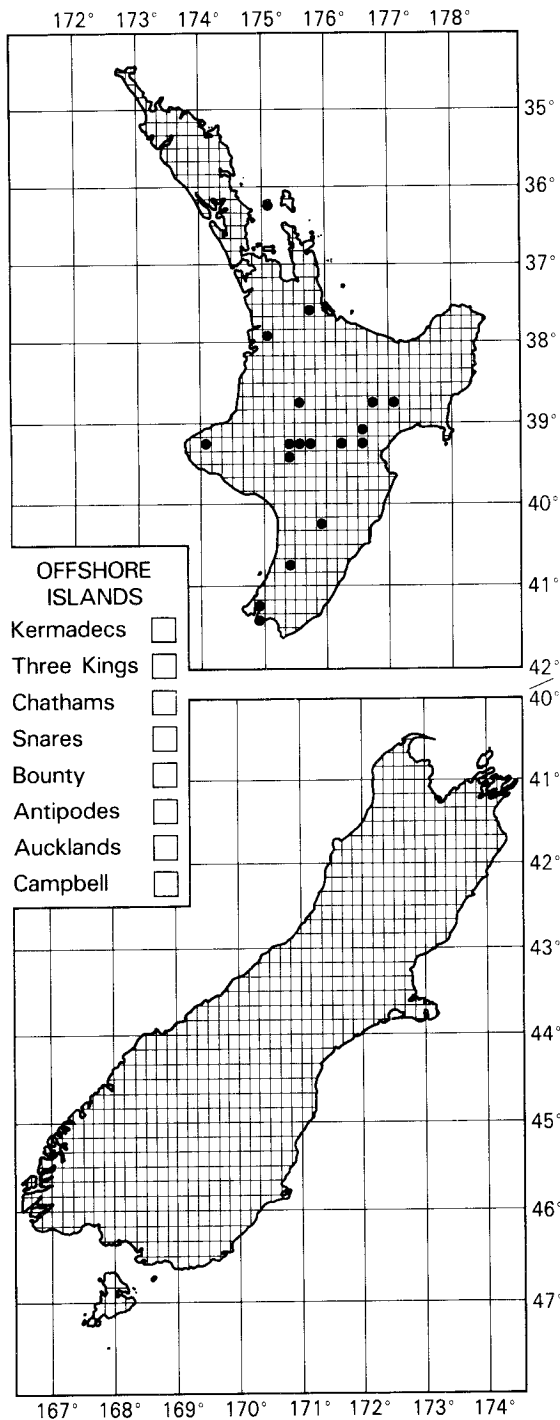 172° 173° 174° 175° 176° 177° 178°
35°
36°
37°
38°
39°
40°
41°
42°
OFFSHORE
ISLANDS
Kermadecs
Three Kings
Chathams
Snares
Bounty
Antipodes
Aucklands
Campbell
40°
41°
42°
43°
44°
45°
46°
47°
167° 168° 169° 170° 171° 172° 173° 174°